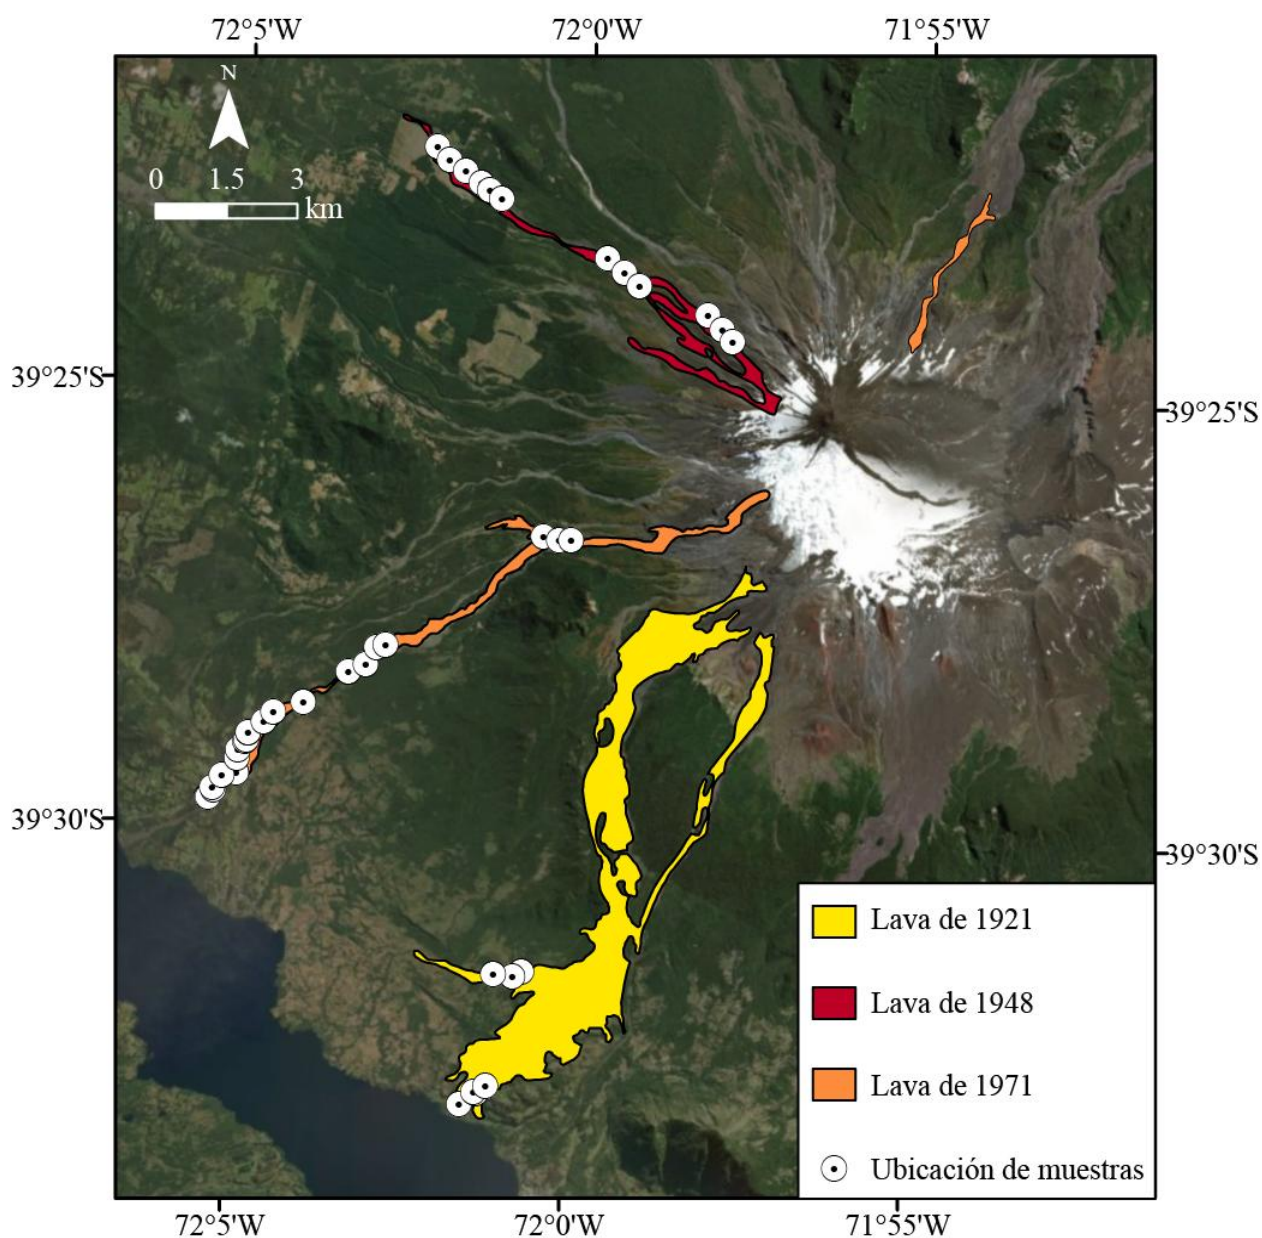 72°5'W 72°0'W 71°55'W
N
0 1.5 3
km
39°25'S
39°25'S
39°30'S
39°30'S
Lava de 1921
Lava de 1948
Lava de 1971
Ubicación de muestras
72°5'W 72°0'W 71°55'W